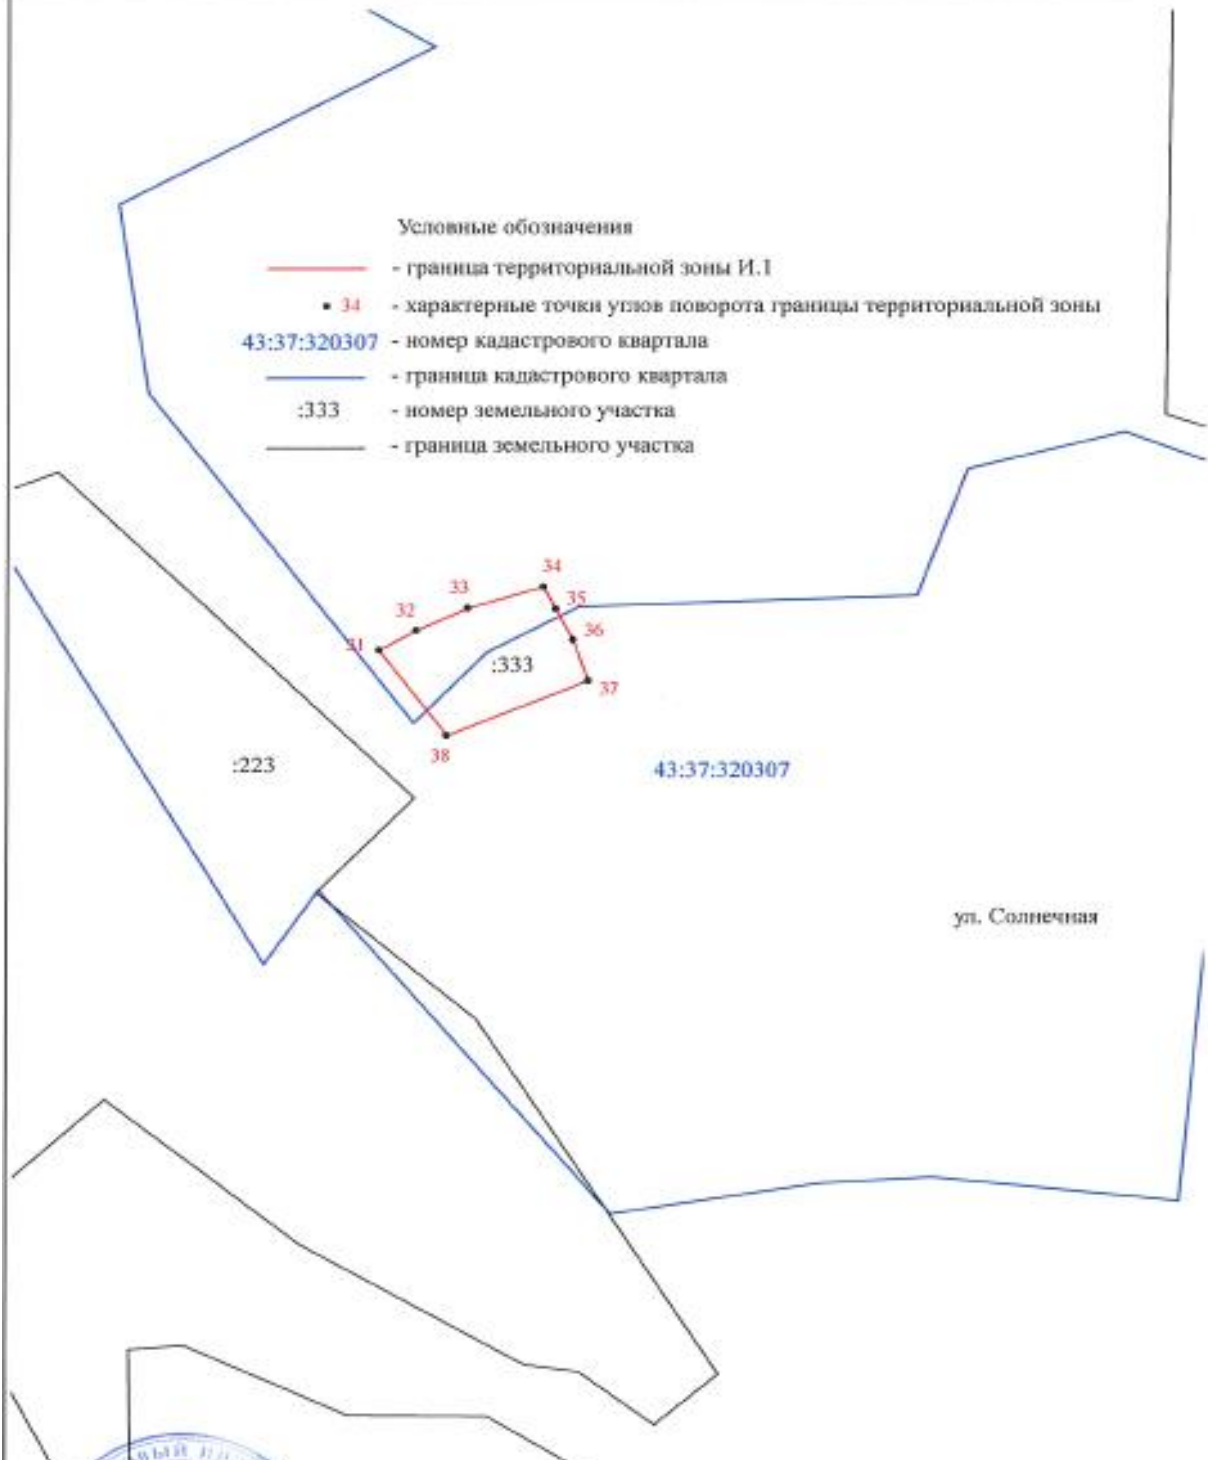 Условные обозначения
- граница территориальной зоны И.1
34 - характерные точки углов поворота границы территориальной зоны
43:37:320307 - номер кадастрового квартала
- граница кадастрового квартала
:333 - номер земельного участка
- граница земельного участка
34
33
35
32
36
31
:333
37
38
:223
43:37:320307
ул. Солнечная